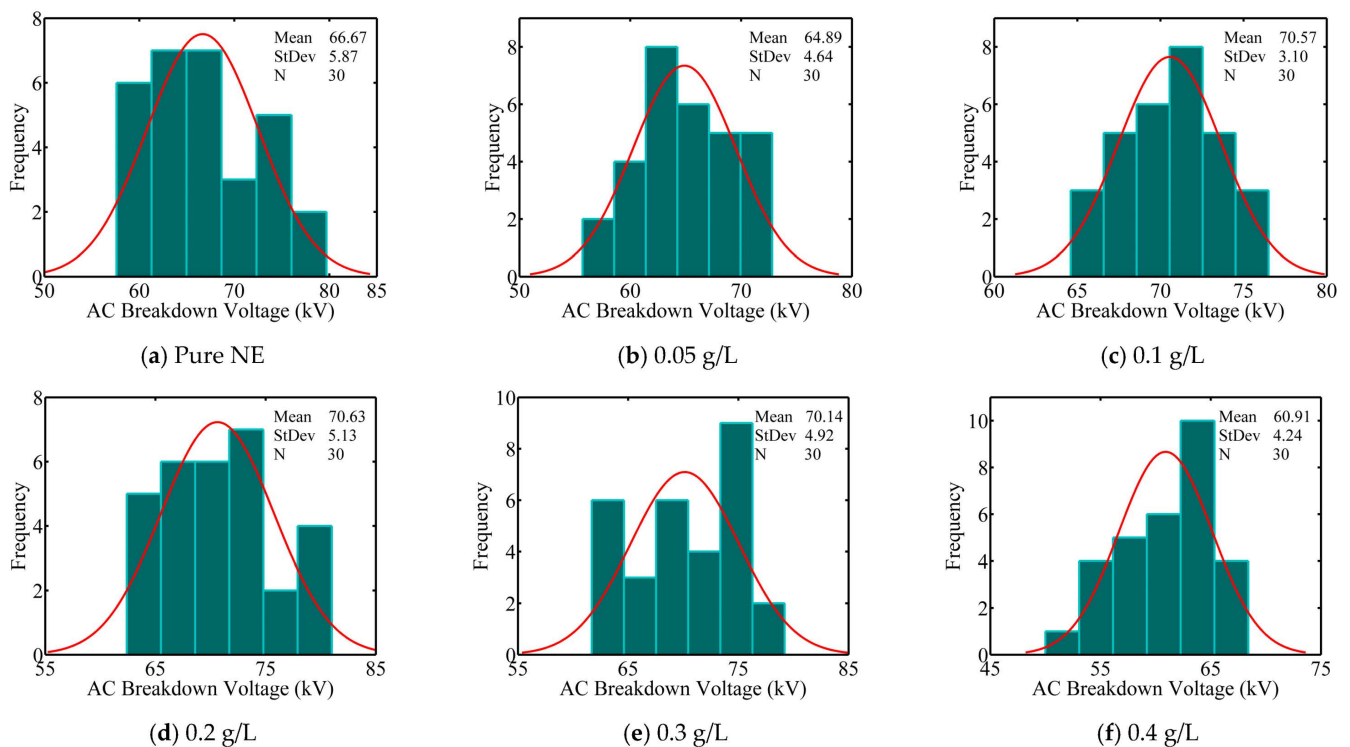 8
6
4
2
0
50
60
70
80
85
Frequency
AC Breakdown Voltage (kV)
Mean 66.67
StDev 5.87
N 30
(a) Pure NE
10
8
6
4
2
0
50
60
70
80
Frequency
AC Breakdown Voltage (kV)
Mean 64.89
StDev 4.64
N 30
(b) 0.05 g/L
10
8
6
4
2
0
60
65
70
75
80
Frequency
AC Breakdown Voltage (kV)
Mean 70.57
StDev 3.10
N 30
(c) 0.1 g/L
8
6
4
2
0
55
65
75
85
Frequency
AC Breakdown Voltage (kV)
Mean 70.63
StDev 5.13
N 30
(d) 0.2 g/L
10
8
6
4
2
0
55
65
75
85
Frequency
AC Breakdown Voltage (kV)
Mean 70.14
StDev 4.92
N 30
(e) 0.3 g/L
10
8
6
4
2
0
45
55
65
75
Frequency
AC Breakdown Voltage (kV)
Mean 60.91
StDev 4.24
N 30
(f) 0.4 g/L